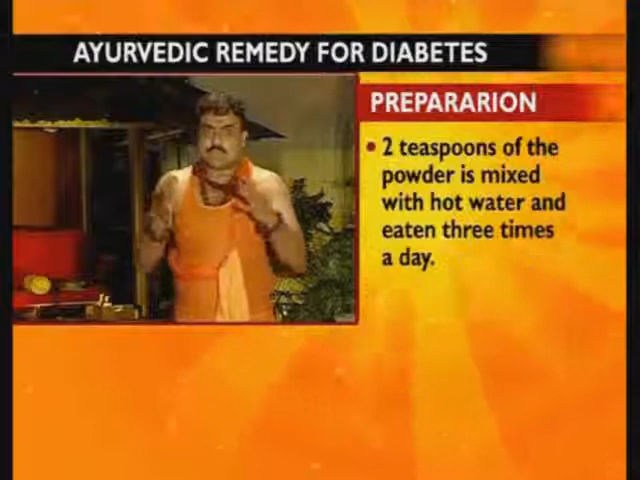 AYURVEDIC REMEDY FOR DIABETES
PREPARARION
• 2 teaspoons of the
powder is mixed
with hot water and
eaten three times
a day.